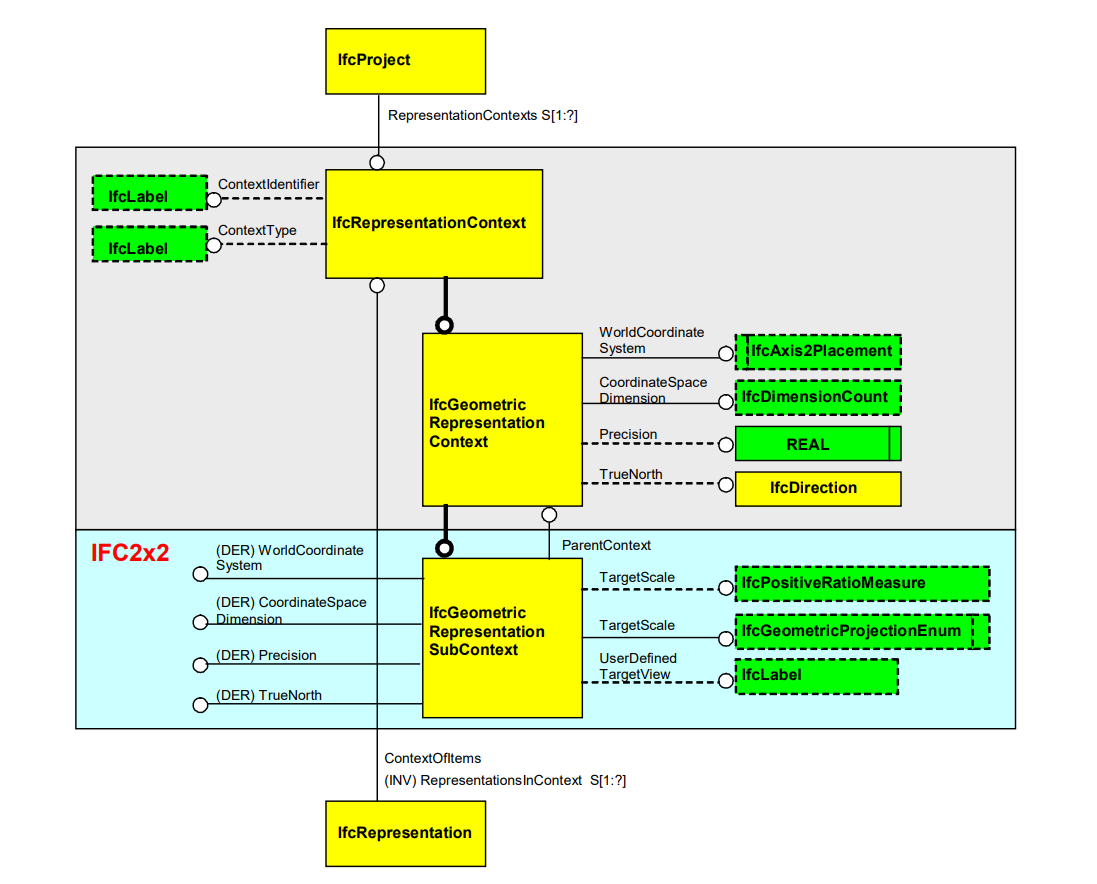 IfcProject
RepresentationContexts S[1:?]
IfcLabel
ContextIdentifier
IfcLabel
ContextType
IfcRepresentationContext
IfcGeometric
Representation
Context
WorldCoordinate
System
IfcAxis2Placement
CoordinateSpace
Dimension
IfcDimensionCount
Precision
REAL
TrueNorth
IfcDirection
IFC2x2
(DER) WorldCoordinate
System
(DER) CoordinateSpace
Dimension
(DER) Precision
(DER) TrueNorth
ParentContext
IfcGeometric
Representation
SubContext
TargetScale
IfcPositiveRatioMeasure
TargetScale
IfcGeometricProjectionEnum
UserDefined
TargetView
IfcLabel
ContextOfItems
(INV) RepresentationsInContext S[1:?]
IfcRepresentation